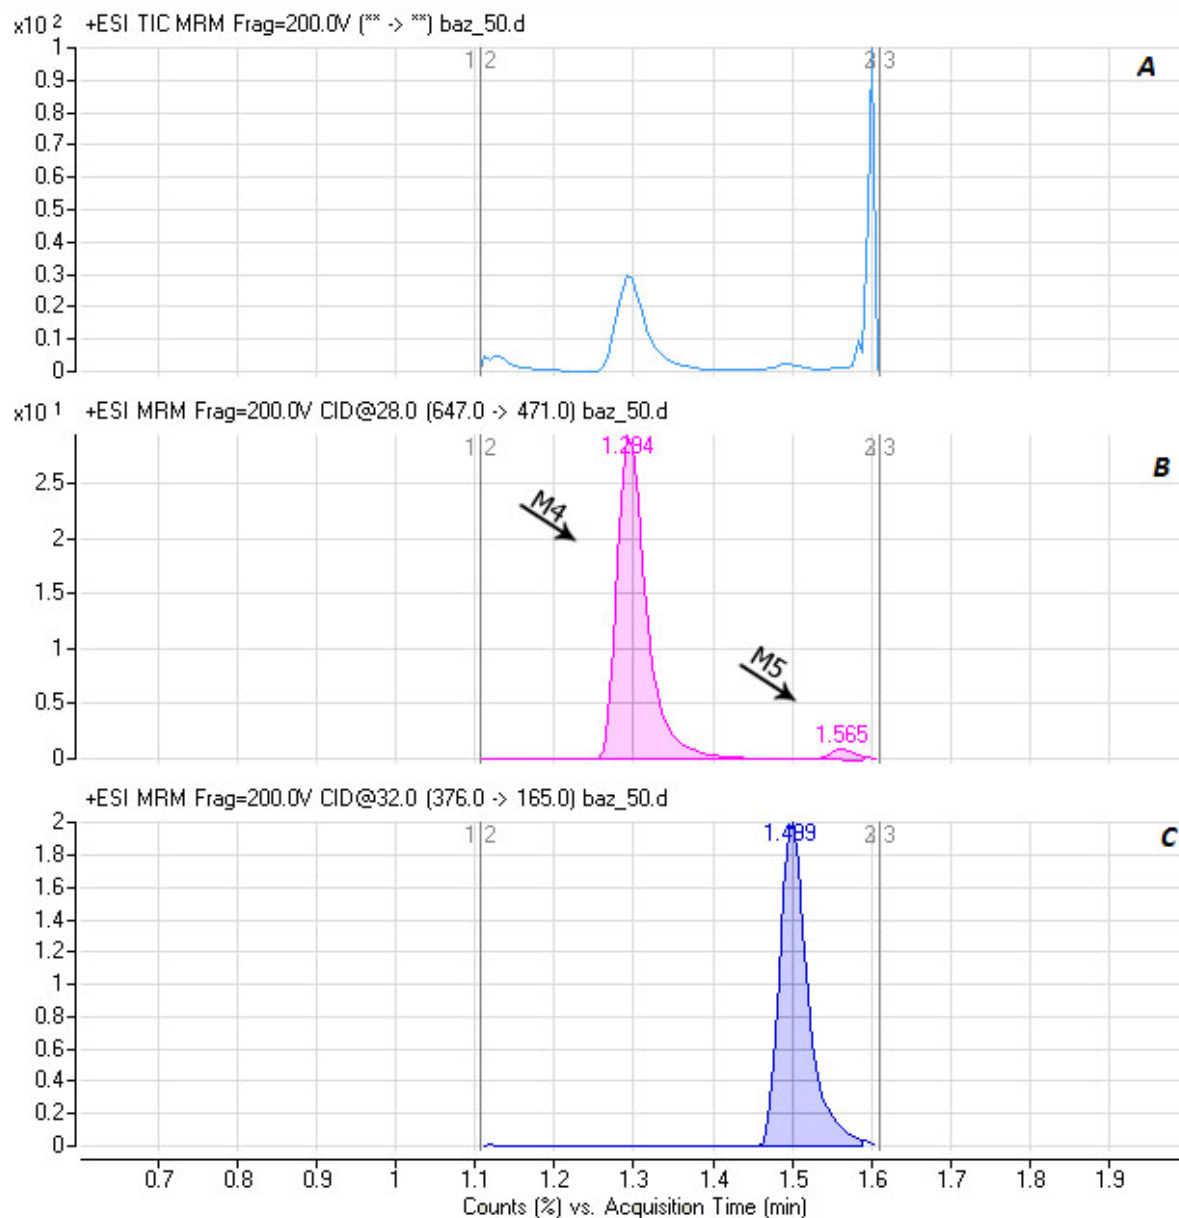 x10 2 +ESI TIC MRM Frag=200.0V (** -> **) baz_50.d
1 2 2 3 A
1
0.9
0.8
0.7
0.6
0.5
0.4
0.3
0.2
0.1
0
x10 1 +ESI MRM Frag=200.0V CID@28.0 (647.0 -> 471.0) baz_50.d
1 2 1.294 2 3 B
2.5
M4
2
1.5
1
M5
0.5
1.565
0
+ESI MRM Frag=200.0V CID@32.0 (376.0 -> 165.0) baz_50.d
2 1 2 1.499 2 3 C
1.8
1.6
1.4
1.2
1
0.8
0.6
0.4
0.2
0
0.7 0.8 0.9 1 1.1 1.2 1.3 1.4 1.5 1.6 1.7 1.8 1.9
Counts (%) vs. Acquisition Time (min)